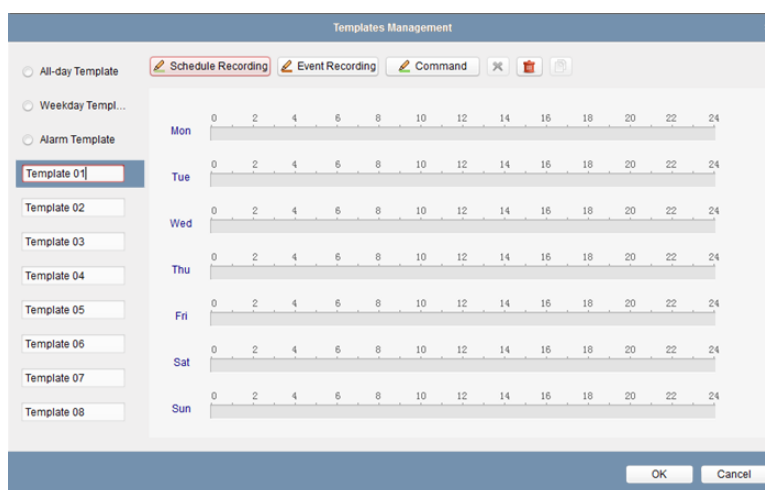 Templates Management
All-day Template
Weekday Templ...
Alarm Template
Template 01
Template 02
Template 03
Template 04
Template 05
Template 06
Template 07
Template 08
Schedule Recording Event Recording Command
0 2 4 6 8 10 12 14 16 18 20 22 24
Mon
0 2 4 6 8 10 12 14 16 18 20 22 24
Tue
0 2 4 6 8 10 12 14 16 18 20 22 24
Wed
0 2 4 6 8 10 12 14 16 18 20 22 24
Thu
0 2 4 6 8 10 12 14 16 18 20 22 24
Fri
0 2 4 6 8 10 12 14 16 18 20 22 24
Sat
0 2 4 6 8 10 12 14 16 18 20 22 24
Sun
OK Cancel